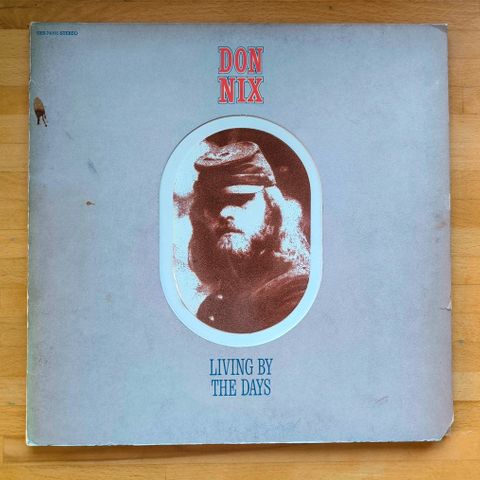 DON
NIX
LIVING BY
THE DAYS